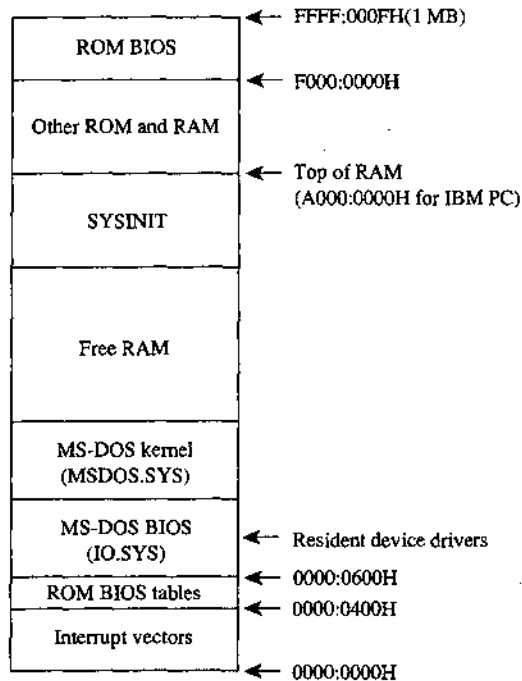 FFFF:000FH(1 MB)
ROM BIOS
F000:0000H
Other ROM and RAM
Top of RAM
(A000:0000H for IBM PC)
SYSINIT
Free RAM
MS-DOS kernel
(MSDOS.SYS)
MS-DOS BIOS
(IO.SYS)
Resident device drivers
0000:0600H
ROM BIOS tables
0000:0400H
Interrupt vectors
0000:0000H